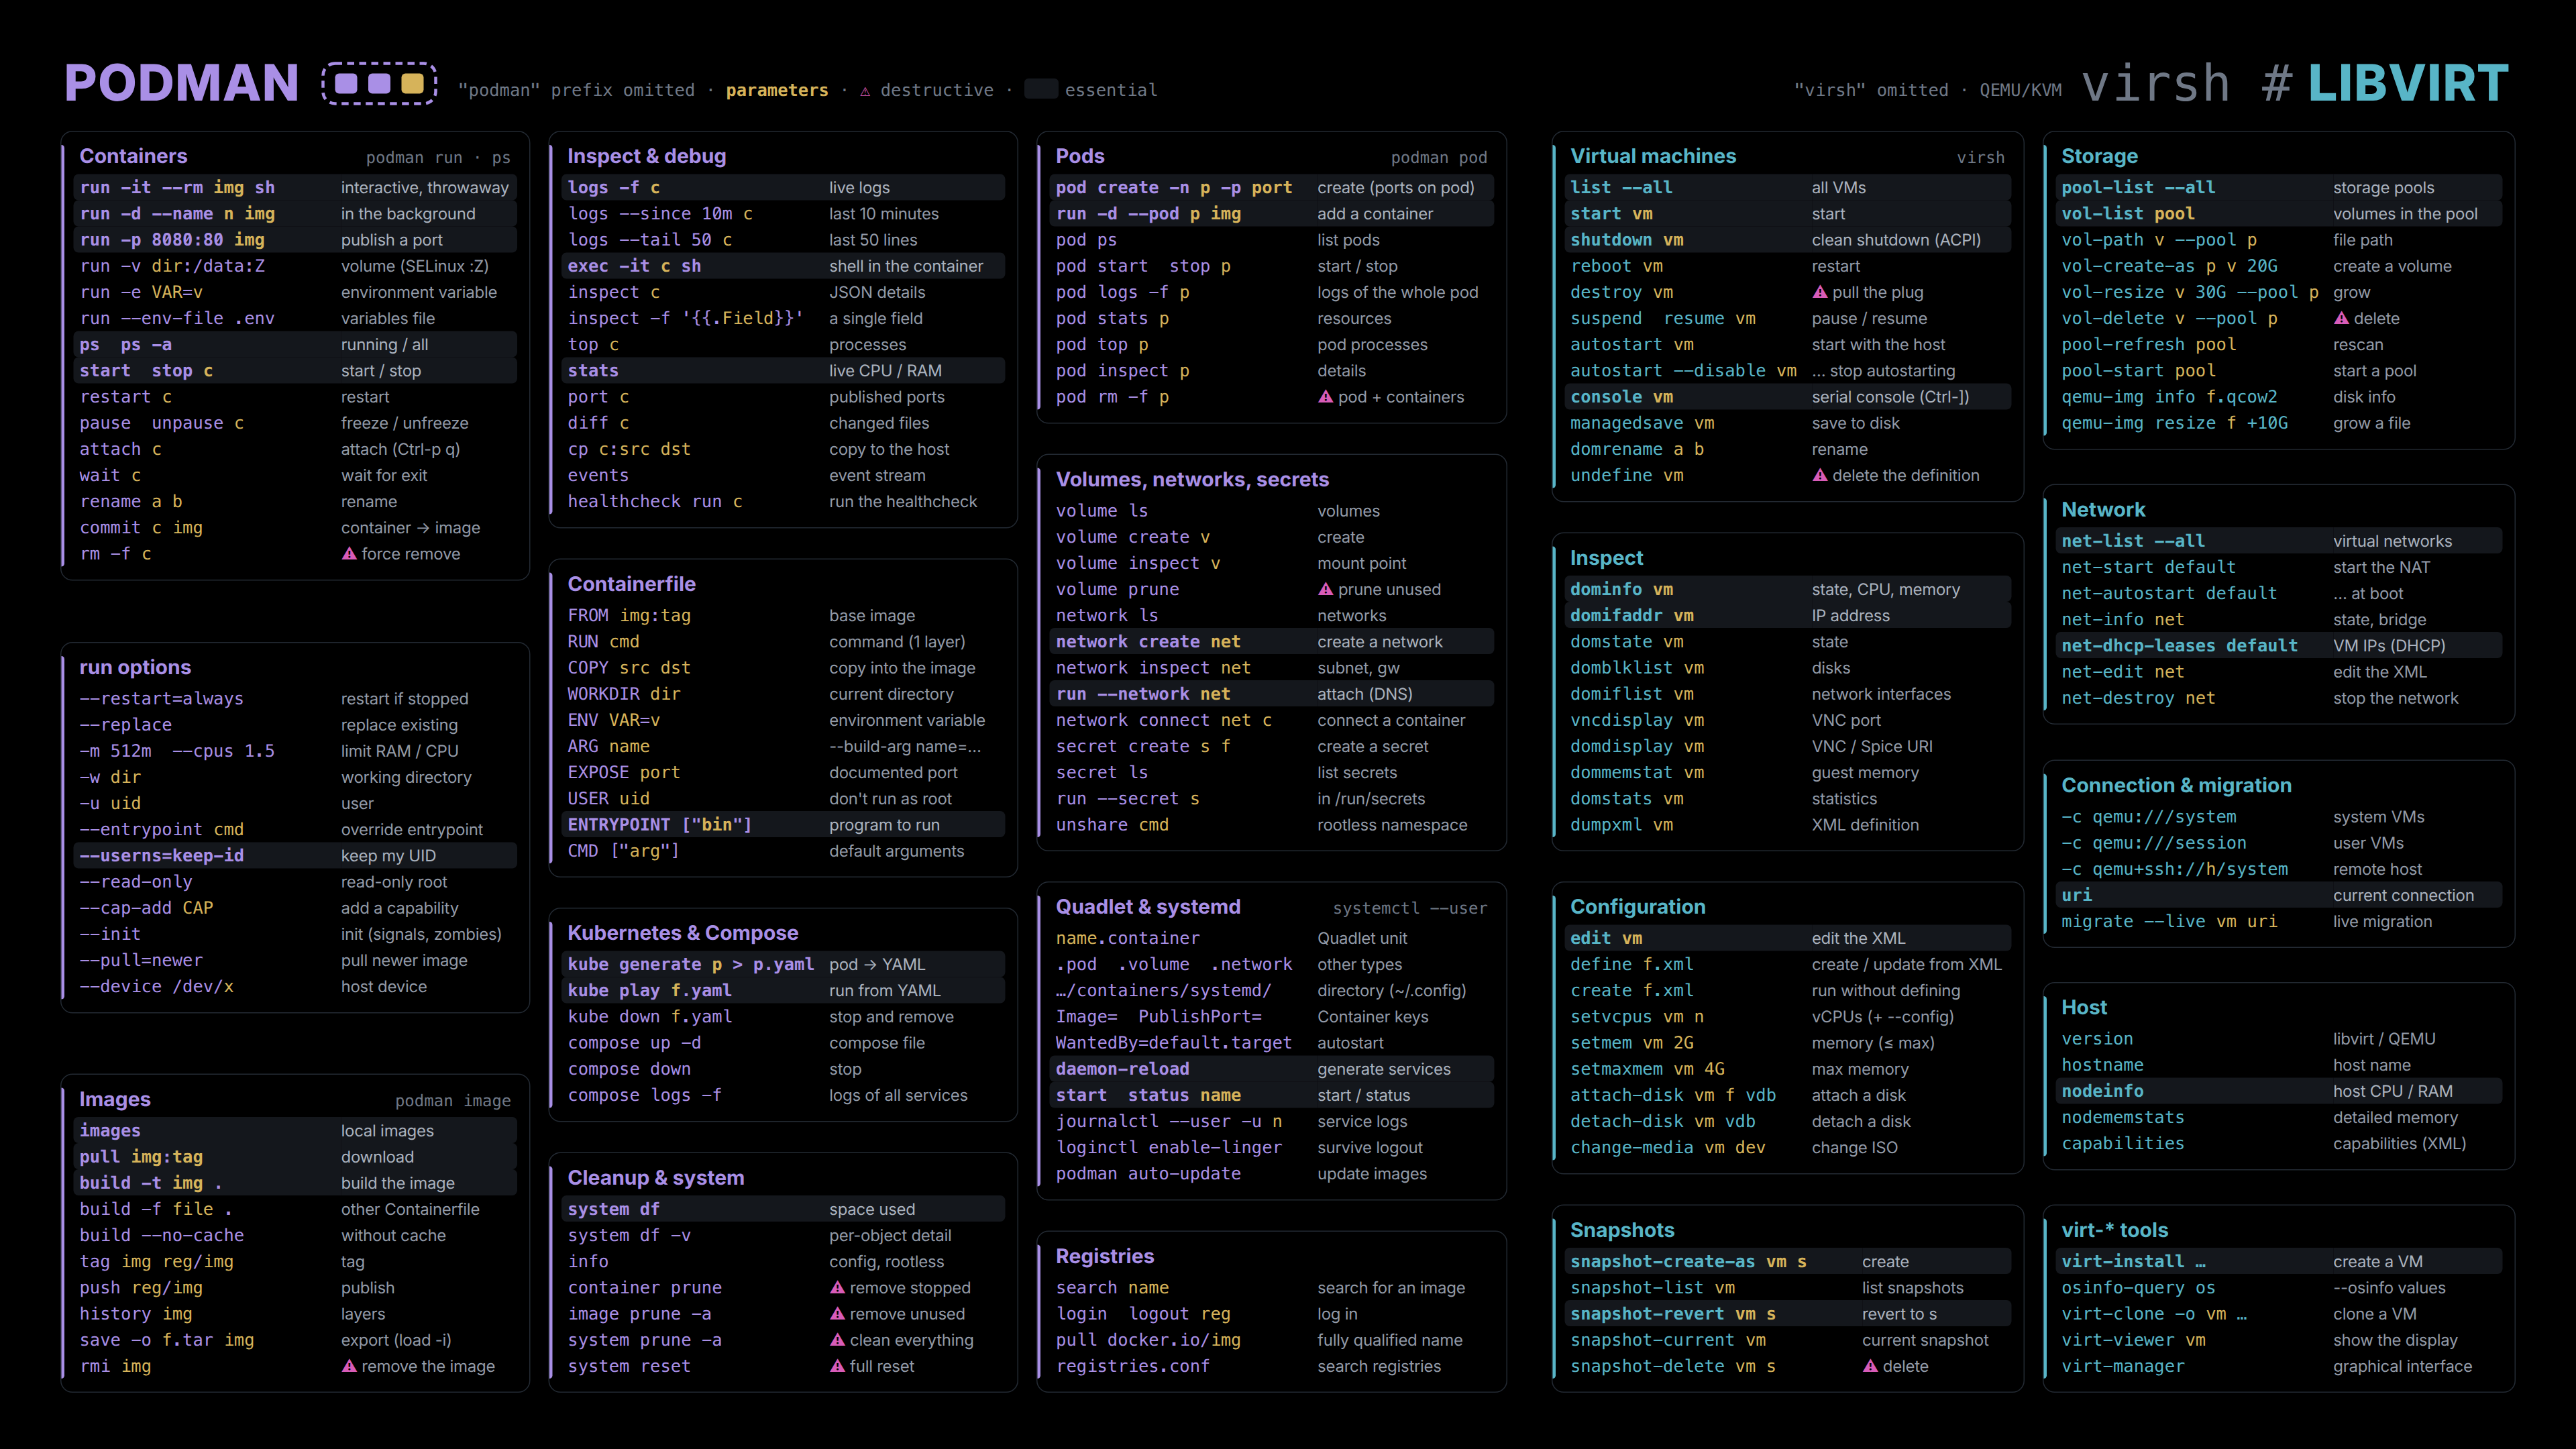 PODMAN "podman" prefix omitted · parameters · ⚠ destructive · essential
"virsh" omitted · QEMU/KVM virsh # LIBVIRT
Containers podman run · ps
run -it --rm img sh interactive, throwaway
run -d --name n img in the background
run -p 8080:80 img publish a port
run -v dir:/data:Z volume (SELinux :Z)
run -e VAR=v environment variable
run --env-file .env variables file
ps ps -a running / all
start stop c start / stop
restart c restart
pause unpause c freeze / unfreeze
attach c attach (Ctrl-p q)
wait c wait for exit
rename a b rename
commit c img container → image
rm -f c ⚠ force remove
run options
--restart=always restart if stopped
--replace replace existing
-m 512m --cpus 1.5 limit RAM / CPU
-w dir working directory
-u uid user
--entrypoint cmd override entrypoint
--userns=keep-id keep my UID
--read-only read-only root
--cap-add CAP add a capability
--init init (signals, zombies)
--pull=newer pull newer image
--device /dev/x host device
Images podman image
images local images
pull img:tag download
build -t img . build the image
build -f file . other Containerfile
build --no-cache without cache
tag img reg/img tag
push reg/img publish
history img layers
save -o f.tar img export (load -i)
rmi img ⚠ remove the image
Inspect & debug
logs -f c live logs
logs --since 10m c last 10 minutes
logs --tail 50 c last 50 lines
exec -it c sh shell in the container
inspect c JSON details
inspect -f '{{.Field}}' a single field
top c processes
stats live CPU / RAM
port c published ports
diff c changed files
cp c:src dst copy to the host
events event stream
healthcheck run c run the healthcheck
Containerfile
FROM img:tag base image
RUN cmd command (1 layer)
COPY src dst copy into the image
WORKDIR dir current directory
ENV VAR=v environment variable
ARG name --build-arg name=...
EXPOSE port documented port
USER uid don't run as root
ENTRYPOINT ["bin"] program to run
CMD ["arg"] default arguments
Kubernetes & Compose
kube generate p > p.yaml pod → YAML
kube play f.yaml run from YAML
kube down f.yaml stop and remove
compose up -d compose file
compose down stop
compose logs -f logs of all services
Cleanup & system
system df space used
system df -v per-object detail
info config, rootless
container prune ⚠ remove stopped
image prune -a ⚠ remove unused
system prune -a ⚠ clean everything
system reset ⚠ full reset
Pods podman pod
pod create -n p -p port create (ports on pod)
run -d --pod p img add a container
pod ps list pods
pod start stop p start / stop
pod logs -f p logs of the whole pod
pod stats p resources
pod top p pod processes
pod inspect p details
pod rm -f p ⚠ pod + containers
Volumes, networks, secrets
volume ls volumes
volume create v create
volume inspect v mount point
volume prune ⚠ prune unused
network ls networks
network create net create a network
network inspect net subnet, gw
run --network net attach (DNS)
network connect net c connect a container
secret create s f create a secret
secret ls list secrets
run --secret s in /run/secrets
unshare cmd rootless namespace
Quadlet & systemd systemctl --user
name.container Quadlet unit
.pod .volume .network other types
…/containers/systemd/ directory (~/.config)
Image= PublishPort= Container keys
WantedBy=default.target autostart
daemon-reload generate services
start status name start / status
journalctl --user -u n service logs
loginctl enable-linger survive logout
podman auto-update update images
Registries
search name search for an image
login logout reg log in
pull docker.io/img fully qualified name
registries.conf search registries
Virtual machines virsh
list --all all VMs
start vm start
shutdown vm clean shutdown (ACPI)
reboot vm restart
destroy vm ⚠ pull the plug
suspend resume vm pause / resume
autostart vm start with the host
autostart --disable vm ... stop autostarting
console vm serial console (Ctrl-])
managedsave vm save to disk
domrename a b rename
undefine vm ⚠ delete the definition
Inspect
dominfo vm state, CPU, memory
domifaddr vm IP address
domstate vm state
domblklist vm disks
domiflist vm network interfaces
vncdisplay vm VNC port
domdisplay vm VNC / Spice URI
dommemstat vm guest memory
domstats vm statistics
dumpxml vm XML definition
Configuration
edit vm edit the XML
define f.xml create / update from XML
create f.xml run without defining
setvcpus vm n vCPUs (+ --config)
setmem vm 2G memory (≤ max)
setmaxmem vm 4G max memory
attach-disk vm f vdb attach a disk
detach-disk vm vdb detach a disk
change-media vm dev change ISO
Snapshots
snapshot-create-as vm s create
snapshot-list vm list snapshots
snapshot-revert vm s revert to s
snapshot-current vm current snapshot
snapshot-delete vm s ⚠ delete
Storage
pool-list --all storage pools
vol-list pool volumes in the pool
vol-path v --pool p file path
vol-create-as p v 20G create a volume
vol-resize v 30G --pool p grow
vol-delete v --pool p ⚠ delete
pool-refresh pool rescan
pool-start pool start a pool
qemu-img info f.qcow2 disk info
qemu-img resize f +10G grow a file
Network
net-list --all virtual networks
net-start default start the NAT
net-autostart default ... at boot
net-info net state, bridge
net-dhcp-leases default VM IPs (DHCP)
net-edit net edit the XML
net-destroy net stop the network
Connection & migration
-c qemu:///system system VMs
-c qemu:///session user VMs
-c qemu+ssh://h/system remote host
uri current connection
migrate --live vm uri live migration
Host
version libvirt / QEMU
hostname host name
nodeinfo host CPU / RAM
nodememstats detailed memory
capabilities capabilities (XML)
virt-* tools
virt-install … create a VM
osinfo-query os --osinfo values
virt-clone -o vm … clone a VM
virt-viewer vm show the display
virt-manager graphical interface